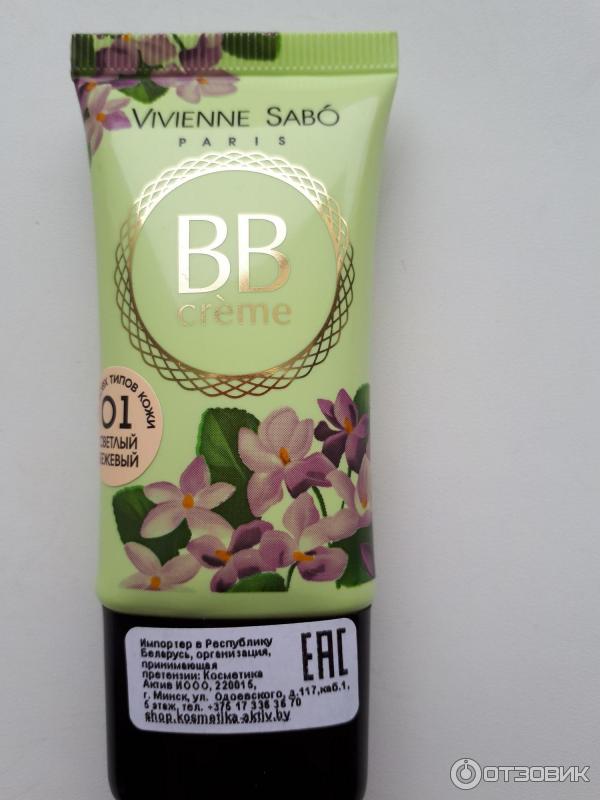 VIVIENNE SABÓ
PARIS
BB
crème
ТИПОВ КОЖИ
01
СВЕТЛЫЙ
БЕЖЕВЫЙ
Импортер в Республику
Беларусь, организация,
принимающая
претензии: Косметика
Актив ИООО, 220015,
г. Минск, ул. Одоевского, д.117,каб.1,
5 этаж, тел. +375 17 336 36 70
shop.kosmetika-aktiv.by
EAC
ОТЗОВИК